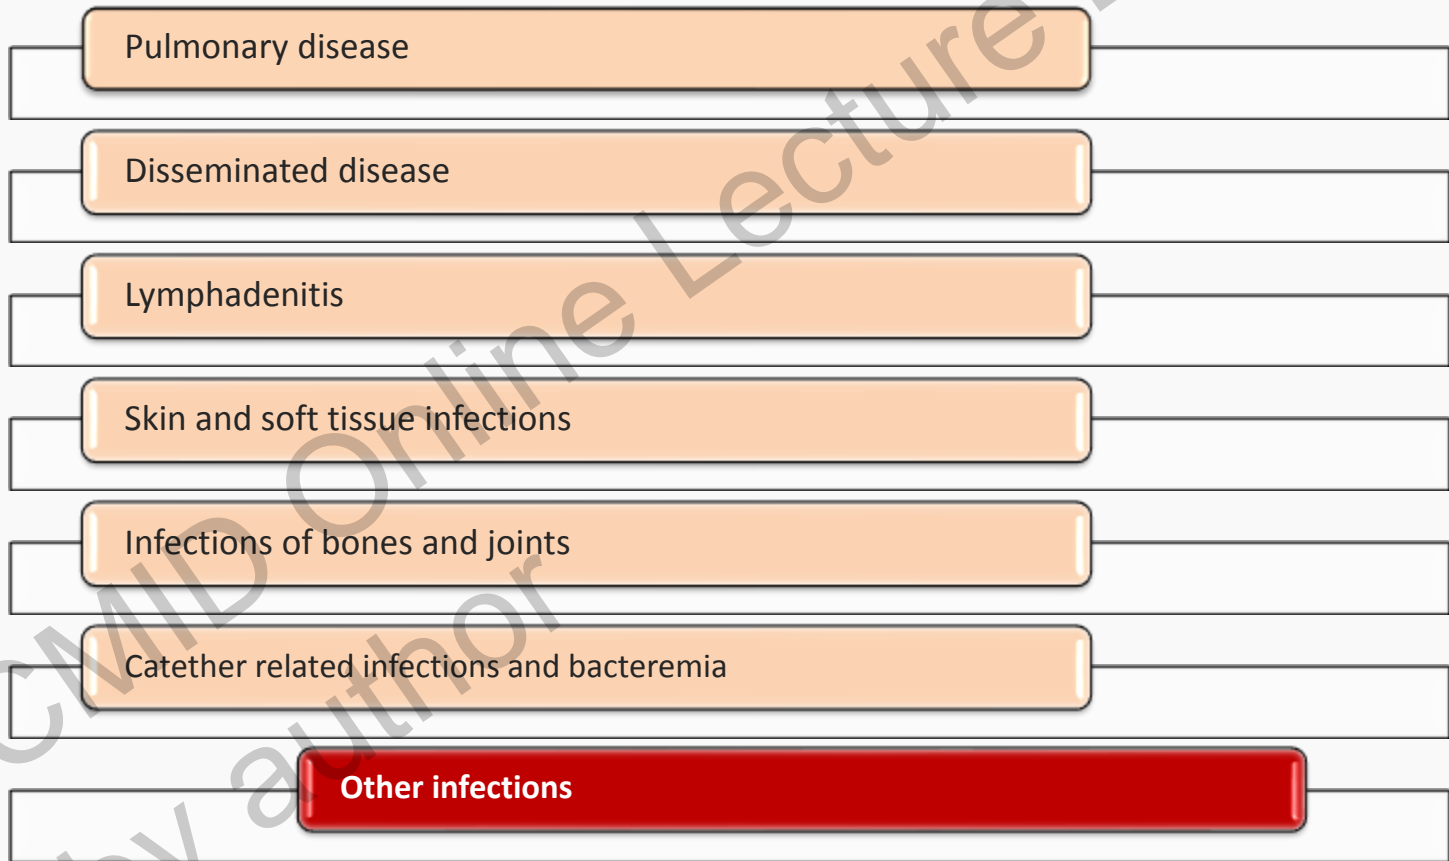 Pulmonary disease
Disseminated disease
Lymphadenitis
Skin and soft tissue infections
Infections of bones and joints
Catether related infections and bacteremia
Other infections
CMID Online Lecture
by author